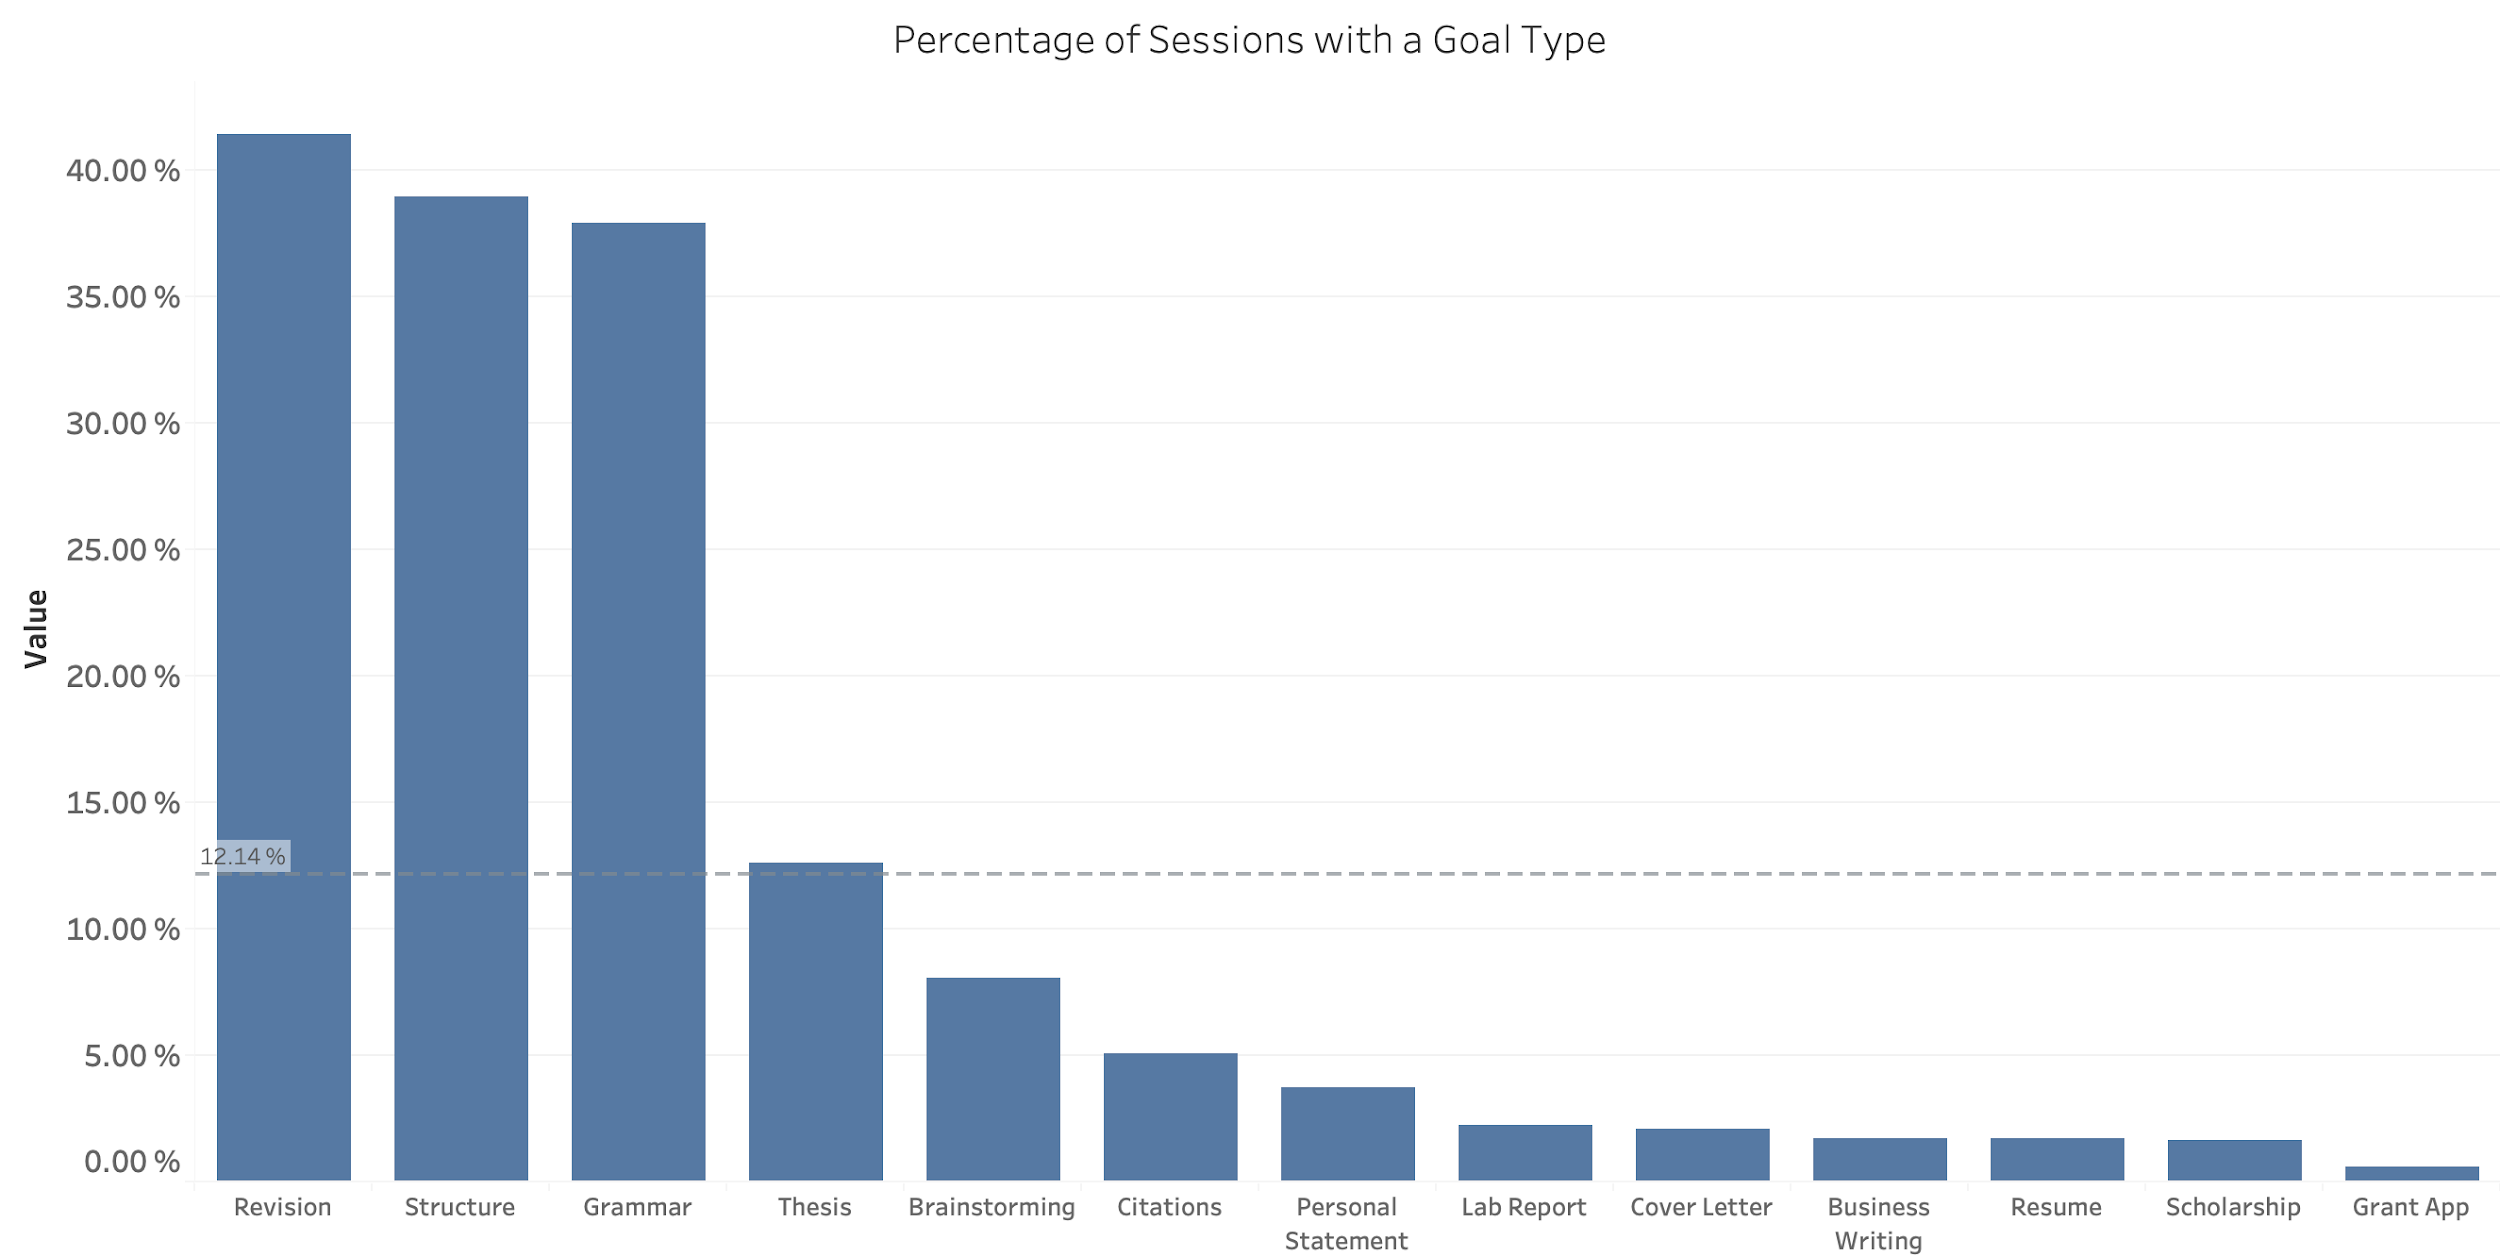 Percentage of Sessions with a Goal Type
40.00 %
35.00 %
30.00 %
25.00 %
20.00 %
15.00 %
12.14 %
10.00 %
5.00 %
0.00 %
Value
Revision Structure Grammar Thesis Brainstorming Citations Personal Lab Report Cover Letter Business Resume Scholarship Grant App
Statement Writing